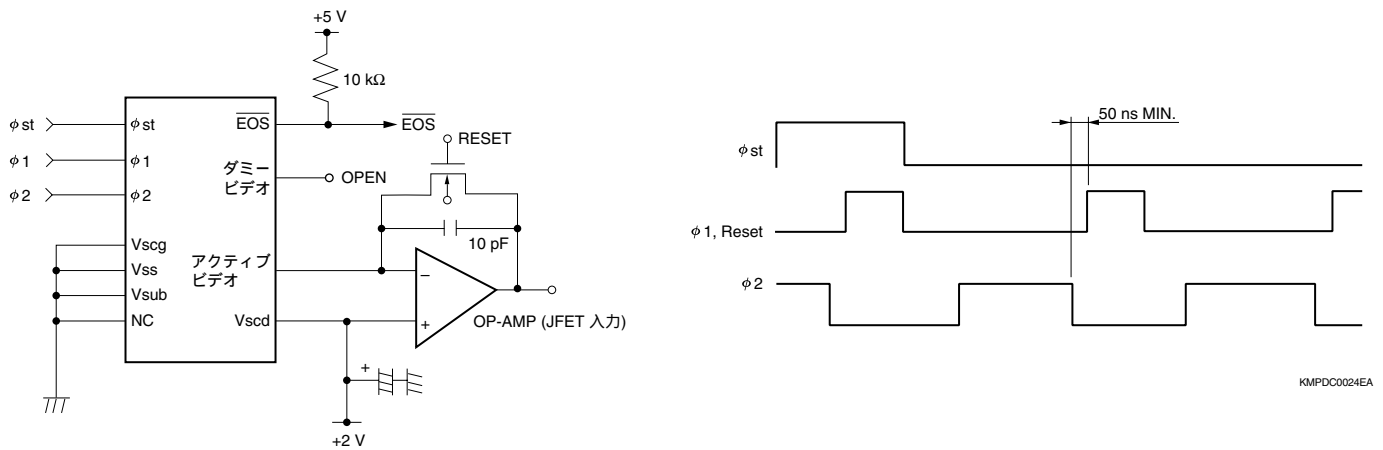 +5 V
10 kΩ
φst
φst
EOS
EOS
φ1
φ1
RESET
ダミー
ビデオ
OPEN
φ2
φ2
10 pF
Vscg
アクティブ
ビデオ
Vss
−
Vsub
NC
Vscd
+
OP-AMP (JFET 入力)
+
+2 V
50 ns MIN.
φst
φ1, Reset
φ2
KMPDC0024EA